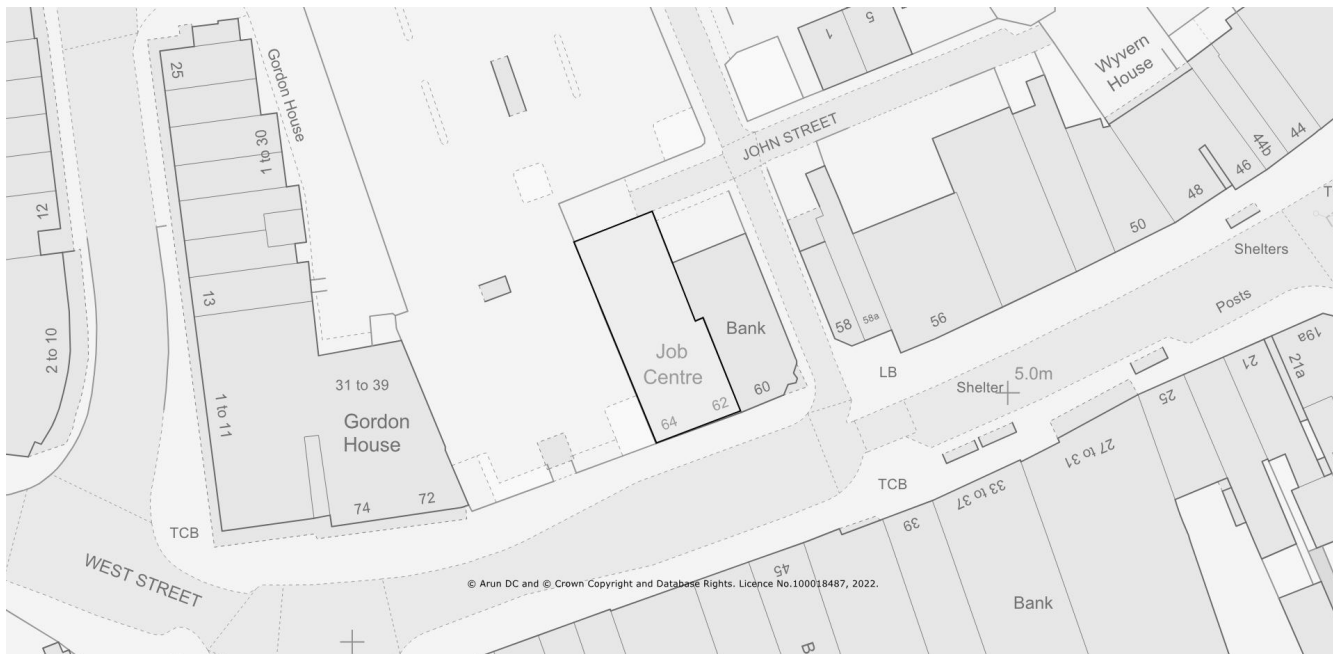 5
1
Wyvern
House
44
44b
46
48
50
25
Gordon House
1 to 30
12
JOHN STREET
T
Shelters
Posts
13
Bank
58
58a
56
Job
Centre
LB
Shelter
5.0m
19a
21
21a
25
2 to 10
31 to 39
Gordon
House
1 to 11
60
62
64
27 to 31
33 to 37
TCB
39
72
74
TCB
WEST STREET
© Arun DC and © Crown Copyright and Database Rights. Licence No.100018487, 2022.
45
Bank
B